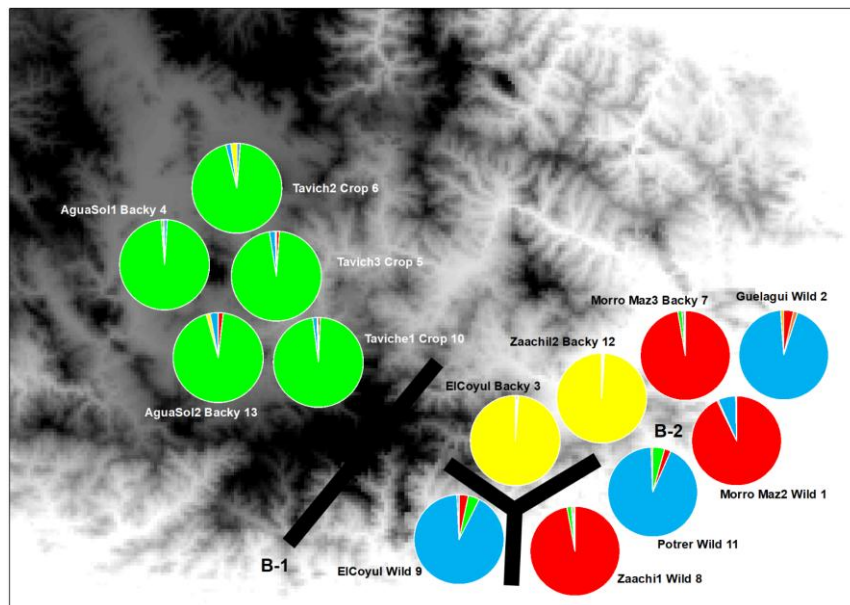 Tavich2 Crop 6
AguaSol1 Backy 4
Tavich3 Crop 5
Morro Maz3 Backy 7
Guelagui Wild 2
Taviche1 Crop 10
Zaachil2 Backy 12
ElCoyul Backy 3
AguaSol2 Backy 13
B-2
Morro Maz2 Wild 1
Potrer Wild 11
B-1
ElCoyul Wild 9
Zaachi1 Wild 8